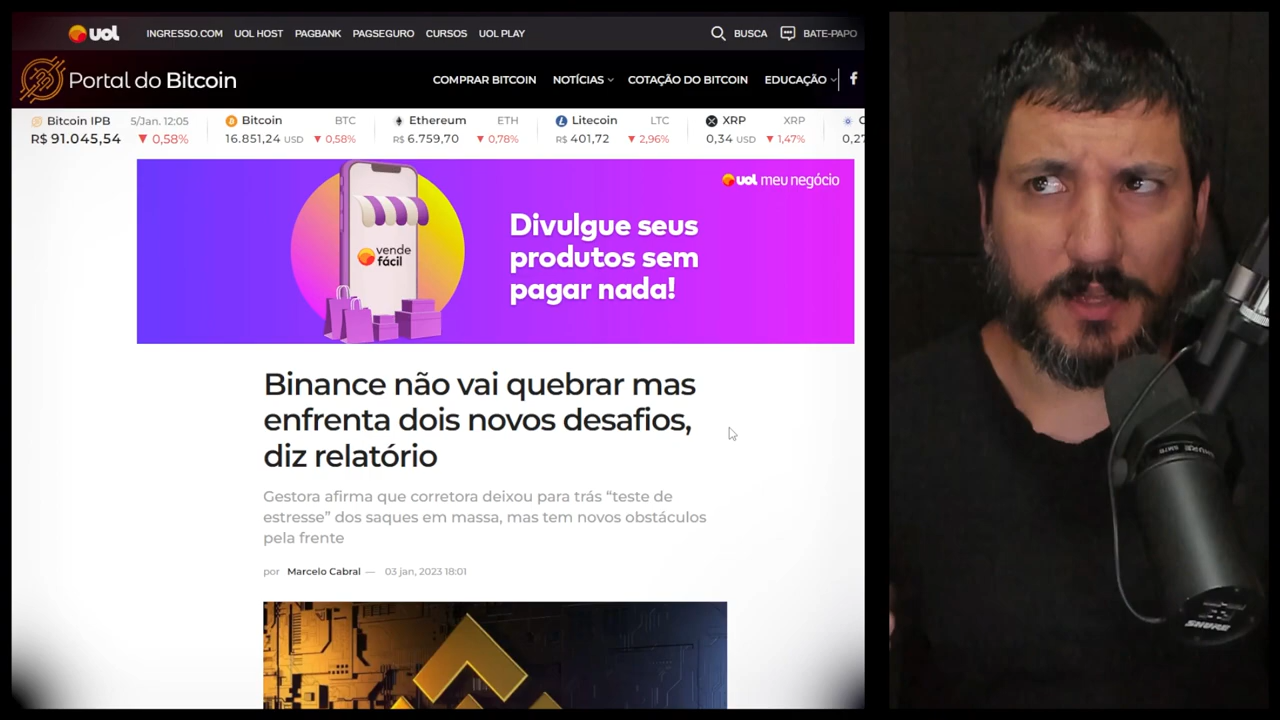 uol INGRESSO.COM UOL HOST PAGBANK PAGSEGURO CURSOS UOL PLAY BUSCA BATE-PAPO
Portal do Bitcoin COMPRAR BITCOIN NOTÍCIAS COTAÇÃO DO BITCOIN EDUCAÇÃO
Bitcoin IPB 5/Jan. 12:05 Bitcoin BTC Ethereum ETH Litecoin LTC XRP XRP
R$ 91.045,54 ▼ 0,58% 16.851,24 USD ▼ 0,58% R$ 6.759,70 ▼ 0,78% R$ 401,72 ▼ 2,96% 0,34 USD ▼ 1,47% 0,27
uol meu negócio
Divulgue seus
produtos sem
pagar nada!
vende
fácil
Binance não vai quebrar mas
enfrenta dois novos desafios,
diz relatório
Gestora afirma que corretora deixou para trás “teste de
estresse” dos saques em massa, mas tem novos obstáculos
pela frente
por Marcelo Cabral — 03 jan, 2023 18:01
SHURE